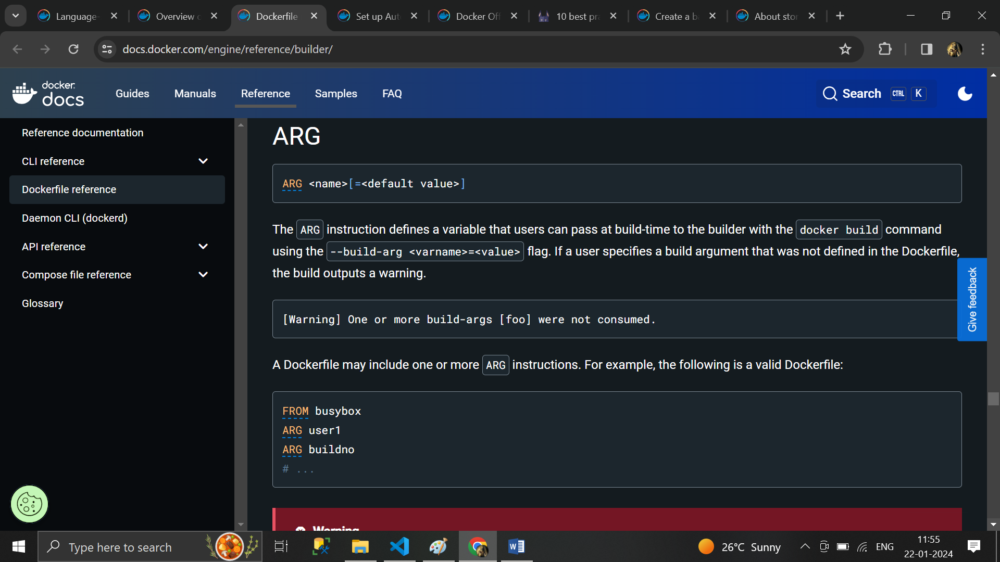 Language-
Overview c
Dockerfile
Set up Aut
Docker Off
10 best pra
Create a ba
About stor
docs.docker.com/engine/reference/builder/
docker
docs
Guides
Manuals
Reference
Samples
FAQ
Search
CTRL
K
Reference documentation
CLI reference
Dockerfile reference
Daemon CLI (dockerd)
API reference
Compose file reference
Glossary
ARG
ARG <name>[=<default value>]
The ARG instruction defines a variable that users can pass at build-time to the builder with the docker build command
using the --build-arg <varname>=<value> flag. If a user specifies a build argument that was not defined in the Dockerfile,
the build outputs a warning.
[Warning] One or more build-args [foo] were not consumed.
A Dockerfile may include one or more ARG instructions. For example, the following is a valid Dockerfile:
FROM busybox
ARG user1
ARG buildno
# ...
Warning
Give feedback
Type here to search
26°C Sunny
ENG
11:55
22-01-2024